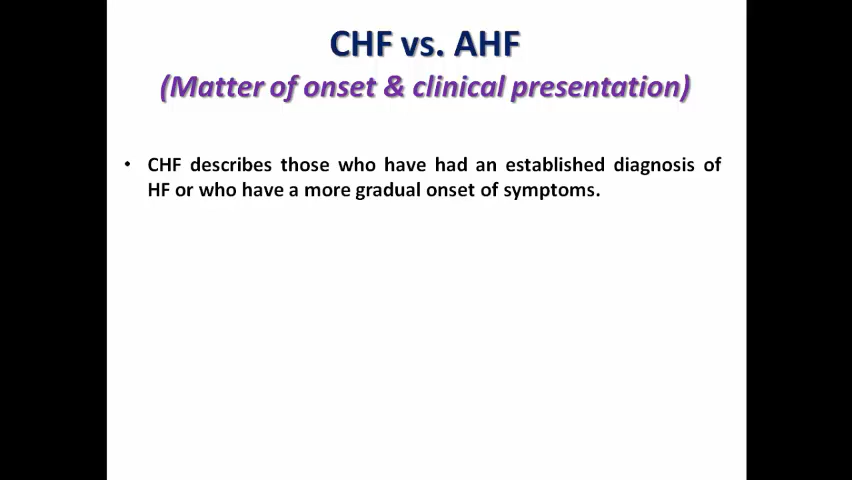 CHF vs. AHF
(Matter of onset & clinical presentation)
• CHF describes those who have had an established diagnosis of
HF or who have a more gradual onset of symptoms.